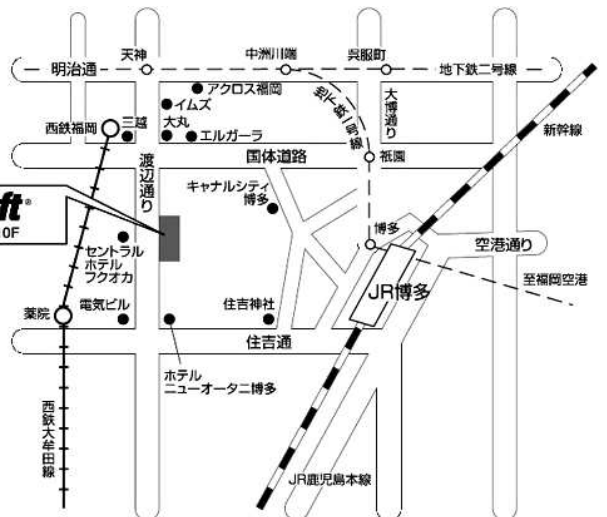 天神
中洲川端
呉服町
明治通
地下鉄二号線
アクロス福岡
イムズ
地下鉄1号線
大博通り
新幹線
西鉄福岡
三越
大丸
エルガーラ
渡辺通り
国体道路
祇園
キャナルシティ
博多
ft®
0F
博多
空港通り
セントラル
ホテル
フクオカ
JR博多
至福岡空港
薬院
電気ビル
住吉神社
住吉通
ホテル
ニューオータニ博多
西鉄大牟田線
JR鹿児島本線